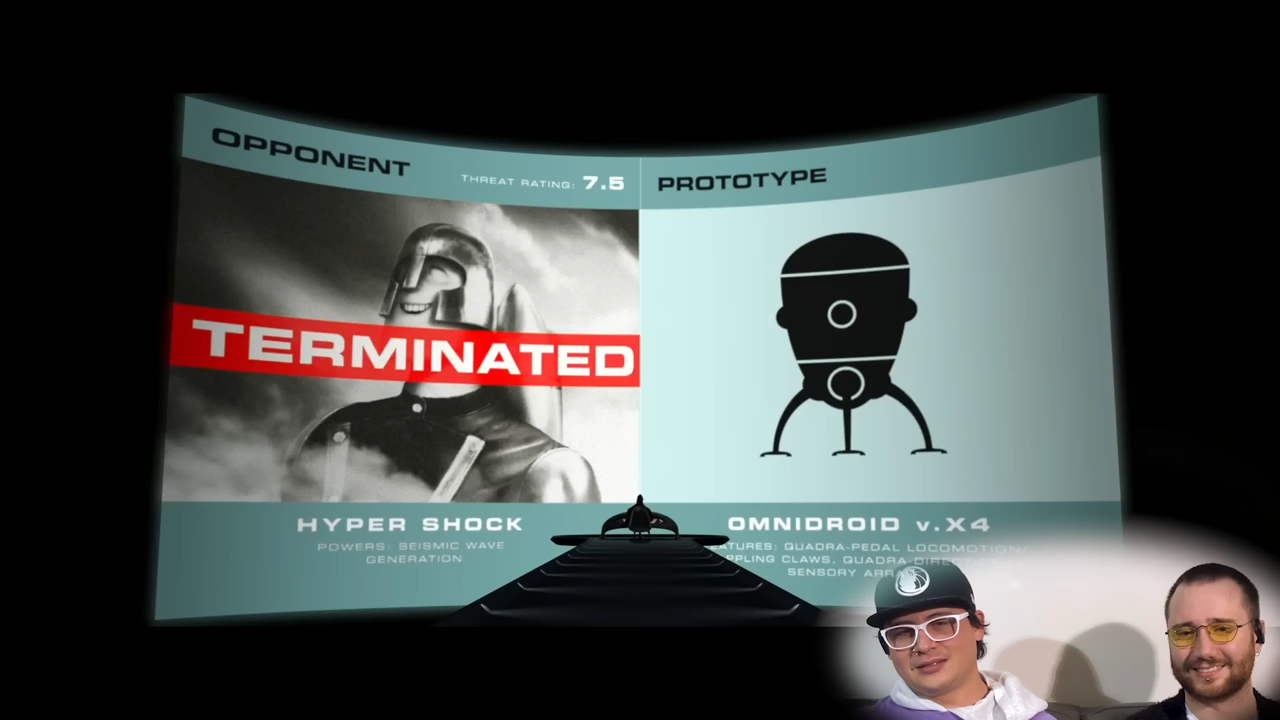 OPPONENT
THREAT RATING: 7.5
TERMINATED
HYPER SHOCK
POWERS: SEISMIC WAVE
GENERATION
PROTOTYPE
OMNIDROID v.X4
QUADRA-PEDAL LOCOMOTION
CLAWS, QUADRA-
SENSORY